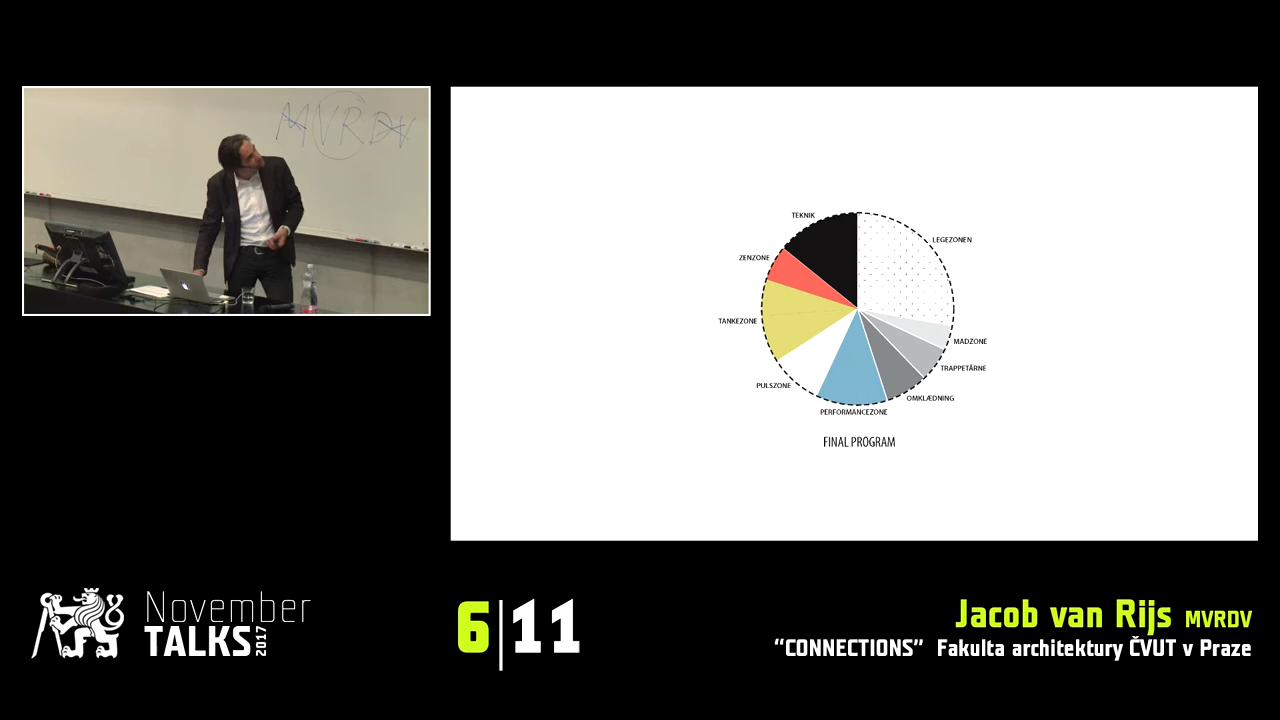 MVRDV
TEKNIK
LEGEZONEN
ZENZONE
TANKEZONE
MADZONE
TRAPPETÅRNE
PULSZONE
OMKLÆDNING
PERFORMANCEZONE
FINAL PROGRAM
November
TALKS 2017
6|11
Jacob van Rijs MVRDV
“CONNECTIONS” Fakulta architektury ČVUT v Praze